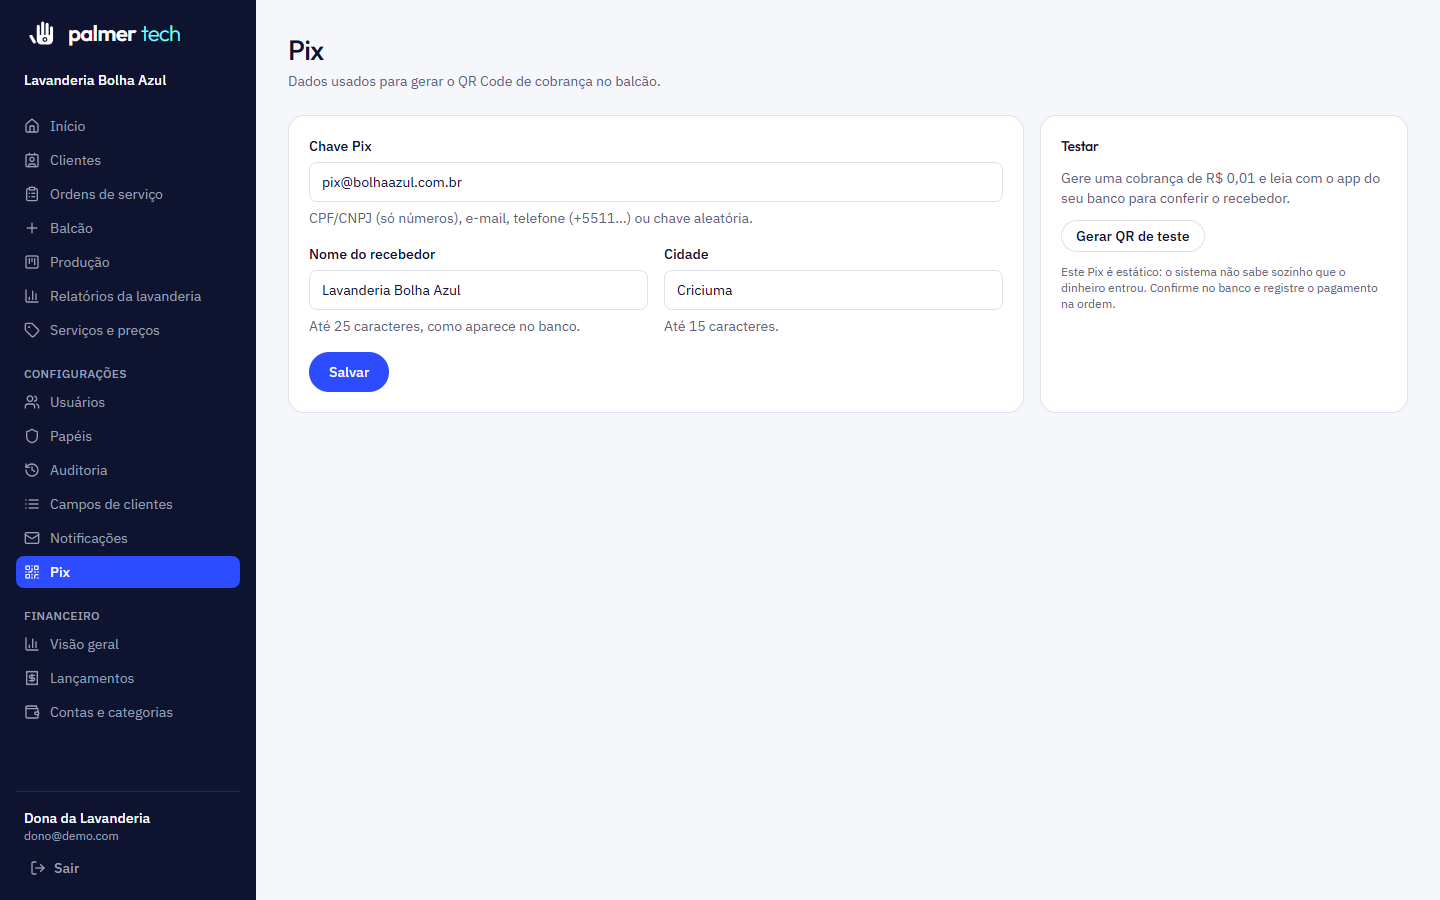 palmer tech
Lavanderia Bolha Azul
Início
Clientes
Ordens de serviço
Balcão
Produção
Relatórios da lavanderia
Serviços e preços
CONFIGURAÇÕES
Usuários
Papéis
Auditoria
Campos de clientes
Notificações
Pix
FINANCEIRO
Visão geral
Lançamentos
Contas e categorias
Dona da Lavanderia
dono@demo.com
Sair
Pix
Dados usados para gerar o QR Code de cobrança no balcão.
Chave Pix
pix@bolhaazul.com.br
CPF/CNPJ (só números), e-mail, telefone (+5511...) ou chave aleatória.
Nome do recebedor
Lavanderia Bolha Azul
Até 25 caracteres, como aparece no banco.
Cidade
Criciuma
Até 15 caracteres.
Salvar
Testar
Gere uma cobrança de R$ 0,01 e leia com o app do
seu banco para conferir o recebedor.
Gerar QR de teste
Este Pix é estático: o sistema não sabe sozinho que o
dinheiro entrou. Confirme no banco e registre o pagamento
na ordem.